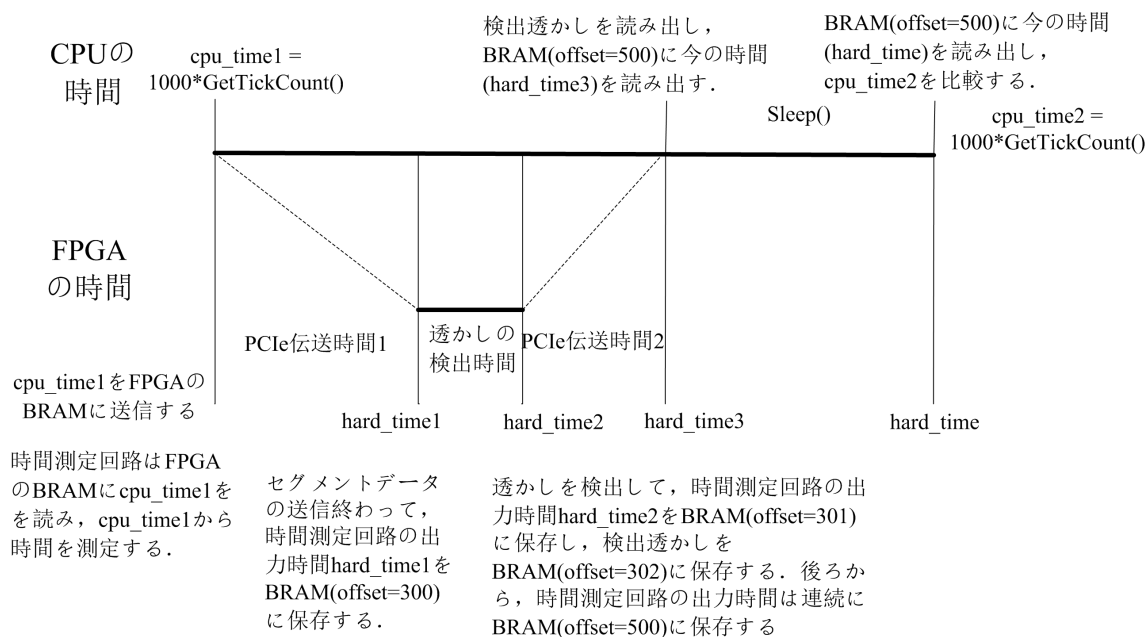 CPUの
時間
cpu_time1 =
1000*GetTickCount()
検出透かしを読み出し，
BRAM(offset=500)に今の時間
(hard_time3)を読み出す．
BRAM(offset=500)に今の時間
(hard_time)を読み出し，
cpu_time2を比較する．
Sleep()
cpu_time2 =
1000*GetTickCount()
FPGA
の時間
PCIe伝送時間1
透かしの
検出時間
PCIe伝送時間2
cpu_time1をFPGAの
BRAMに送信する
hard_time1
hard_time2
hard_time3
hard_time
時間測定回路はFPGA
のBRAMにcpu_time1を
を読み，cpu_time1から
時間を測定する．
セグメントデータ
の送信終わって，
時間測定回路の出
力時間hard_time1を
BRAM(offset=300)
に保存する．
透かしを検出して，時間測定回路の出
力時間hard_time2をBRAM(offset=301)
に保存し，検出透かしを
BRAM(offset=302)に保存する．後ろか
ら，時間測定回路の出力時間は連続に
BRAM(offset=500)に保存する